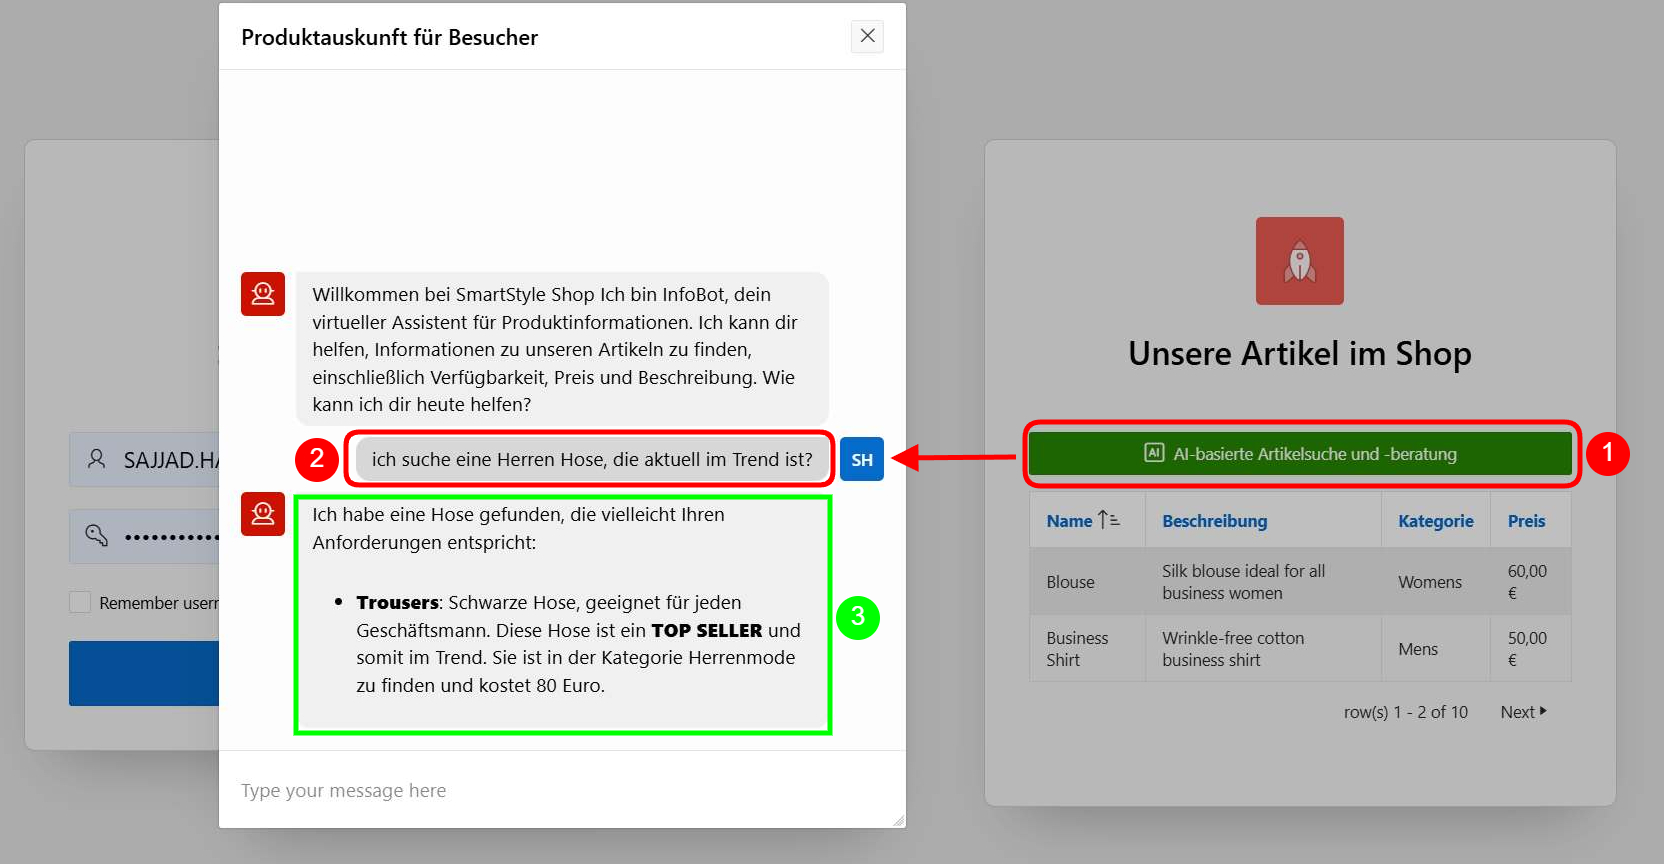 Produktauskunft für Besucher
Willkommen bei SmartStyle Shop Ich bin InfoBot, dein
virtueller Assistent für Produktinformationen. Ich kann dir
helfen, Informationen zu unseren Artikeln zu finden,
einschließlich Verfügbarkeit, Preis und Beschreibung. Wie
kann ich dir heute helfen?
2
ich suche eine Herren Hose, die aktuell im Trend ist?
SH
Ich habe eine Hose gefunden, die vielleicht Ihren
Anforderungen entspricht:
• Trousers: Schwarze Hose, geeignet für jeden
Geschäftsmann. Diese Hose ist ein TOP SELLER und
somit im Trend. Sie ist in der Kategorie Herrenmode
zu finden und kostet 80 Euro.
3
Type your message here
SAJJAD.HA
••••••••••••
Remember usern
Unsere Artikel im Shop
AI AI-basierte Artikelsuche und -beratung
1
Name Beschreibung Kategorie Preis
Blouse Silk blouse ideal for all Womens 60,00
business women €
Business Wrinkle-free cotton Mens 50,00
Shirt business shirt €
row(s) 1 - 2 of 10 Next